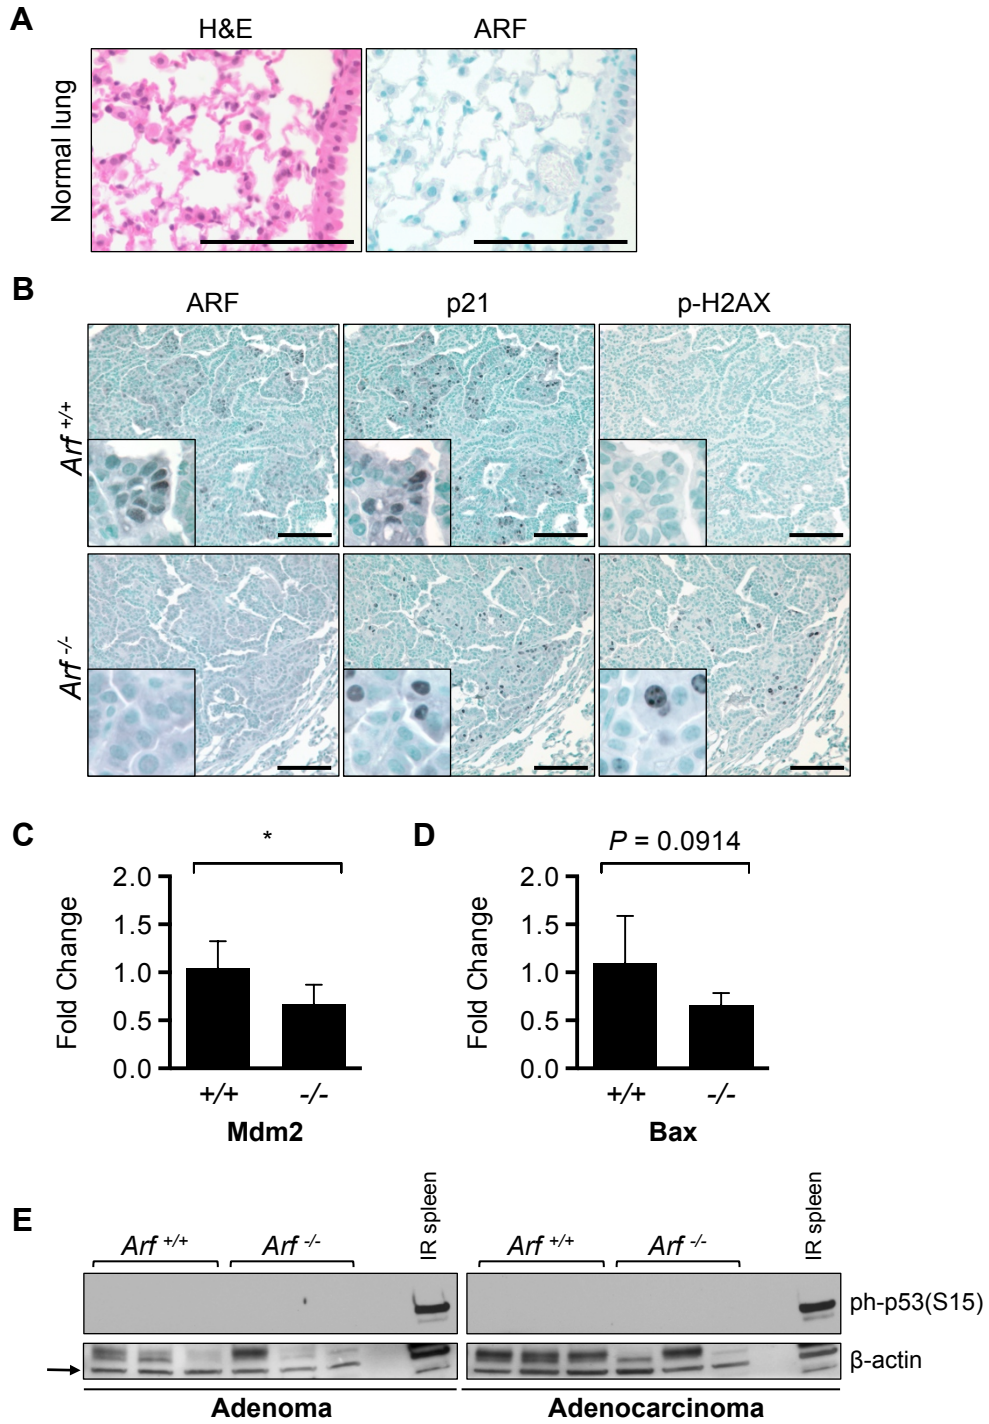 A
H&E ARF
Normal lung
B
ARF p21 p-H2AX
Arf +/+
Arf -/-
C
*
2.0
1.5
1.0
0.5
0.0
Fold Change
+/+ -/-
Mdm2
D
P = 0.0914
2.0
1.5
1.0
0.5
0.0
Fold Change
+/+ -/-
Bax
E
Arf +/+ Arf -/- IR spleen Arf +/+ Arf -/- IR spleen
ph-p53(S15)
β-actin
Adenoma Adenocarcinoma